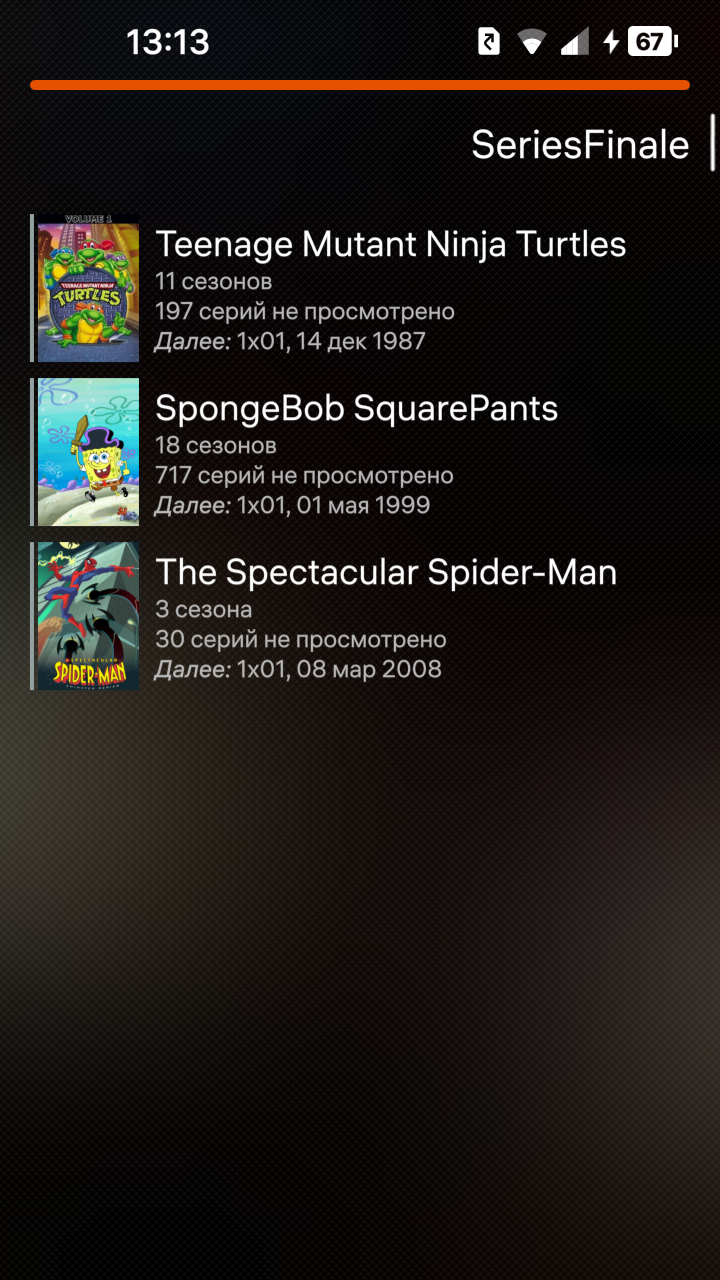 13:13
67
SeriesFinale
VOLUME 1
TEENAGE MUTANT NINJA
TURTLES
Teenage Mutant Ninja Turtles
11 сезонов
197 серий не просмотрено
Далее: 1x01, 14 дек 1987
SpongeBob SquarePants
18 сезонов
717 серий не просмотрено
Далее: 1x01, 01 мая 1999
SPECTACULAR
SPIDER-MAN
The Spectacular Spider-Man
3 сезона
30 серий не просмотрено
Далее: 1x01, 08 мар 2008